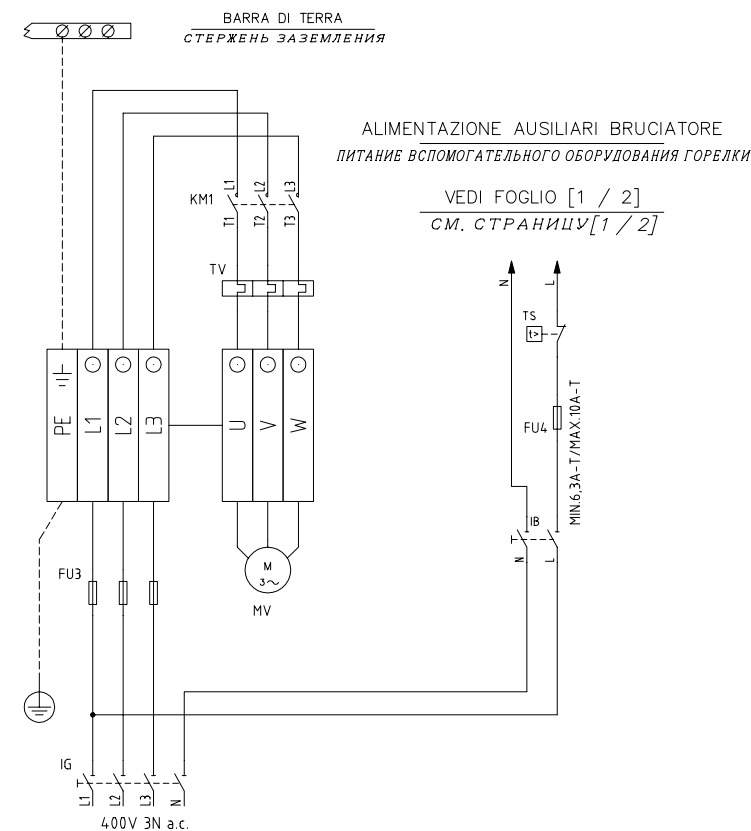 BARRA DI TERRA
СТЕРЖЕНЬ ЗАЗЕМЛЕНИЯ
ALIMENTAZIONE AUSILIARI BRUCIATORE
ПИТАНИЕ ВСПОМОГАТЕЛЬНОГО ОБОРУДОВАНИЯ ГОРЕЛКИ
VEDI FOGLIO [1 / 2]
СМ. СТРАНИЦУ[1 / 2]
KM1
L1 L2 L3
T1 T2 T3
TV
N L
TS
t>
PE L1 L2 L3 U V W
FU4
MIN.6,3A-T/MAX.10A-T
IB
N L
FU3
M
3~
MV
IG
L1 L2 L3 N
400V 3N a.c.